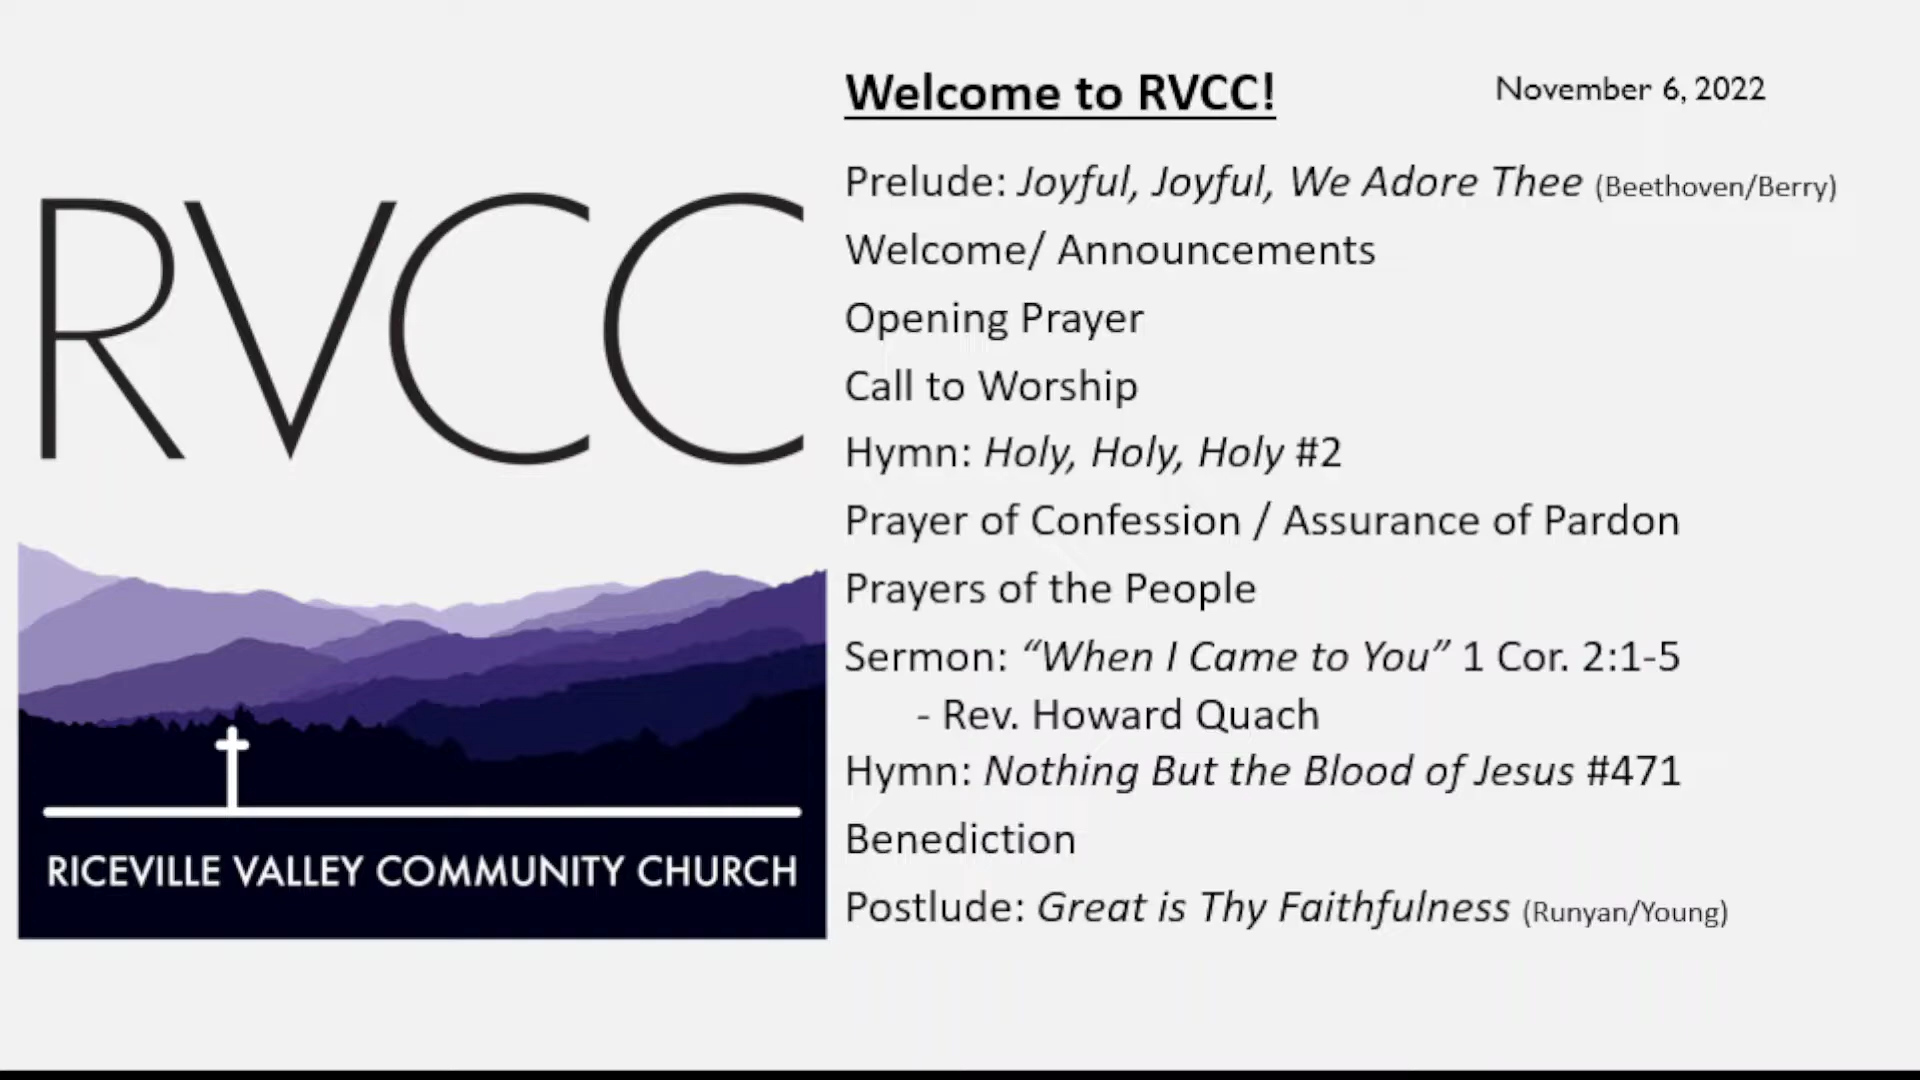 RVCC
RICEVILLE VALLEY COMMUNITY CHURCH
Welcome to RVCC!
November 6, 2022
Prelude: Joyful, Joyful, We Adore Thee (Beethoven/Berry)
Welcome/ Announcements
Opening Prayer
Call to Worship
Hymn: Holy, Holy, Holy #2
Prayer of Confession / Assurance of Pardon
Prayers of the People
Sermon: “When I Came to You” 1 Cor. 2:1-5
- Rev. Howard Quach
Hymn: Nothing But the Blood of Jesus #471
Benediction
Postlude: Great is Thy Faithfulness (Runyan/Young)